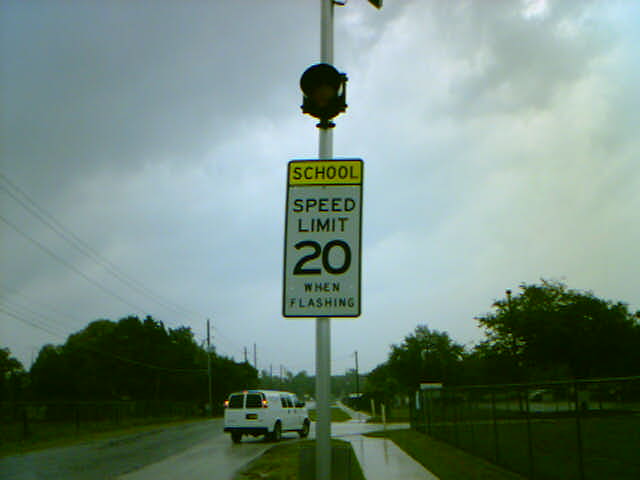 SCHOOL
SPEED
LIMIT
20
WHEN
FLASHING